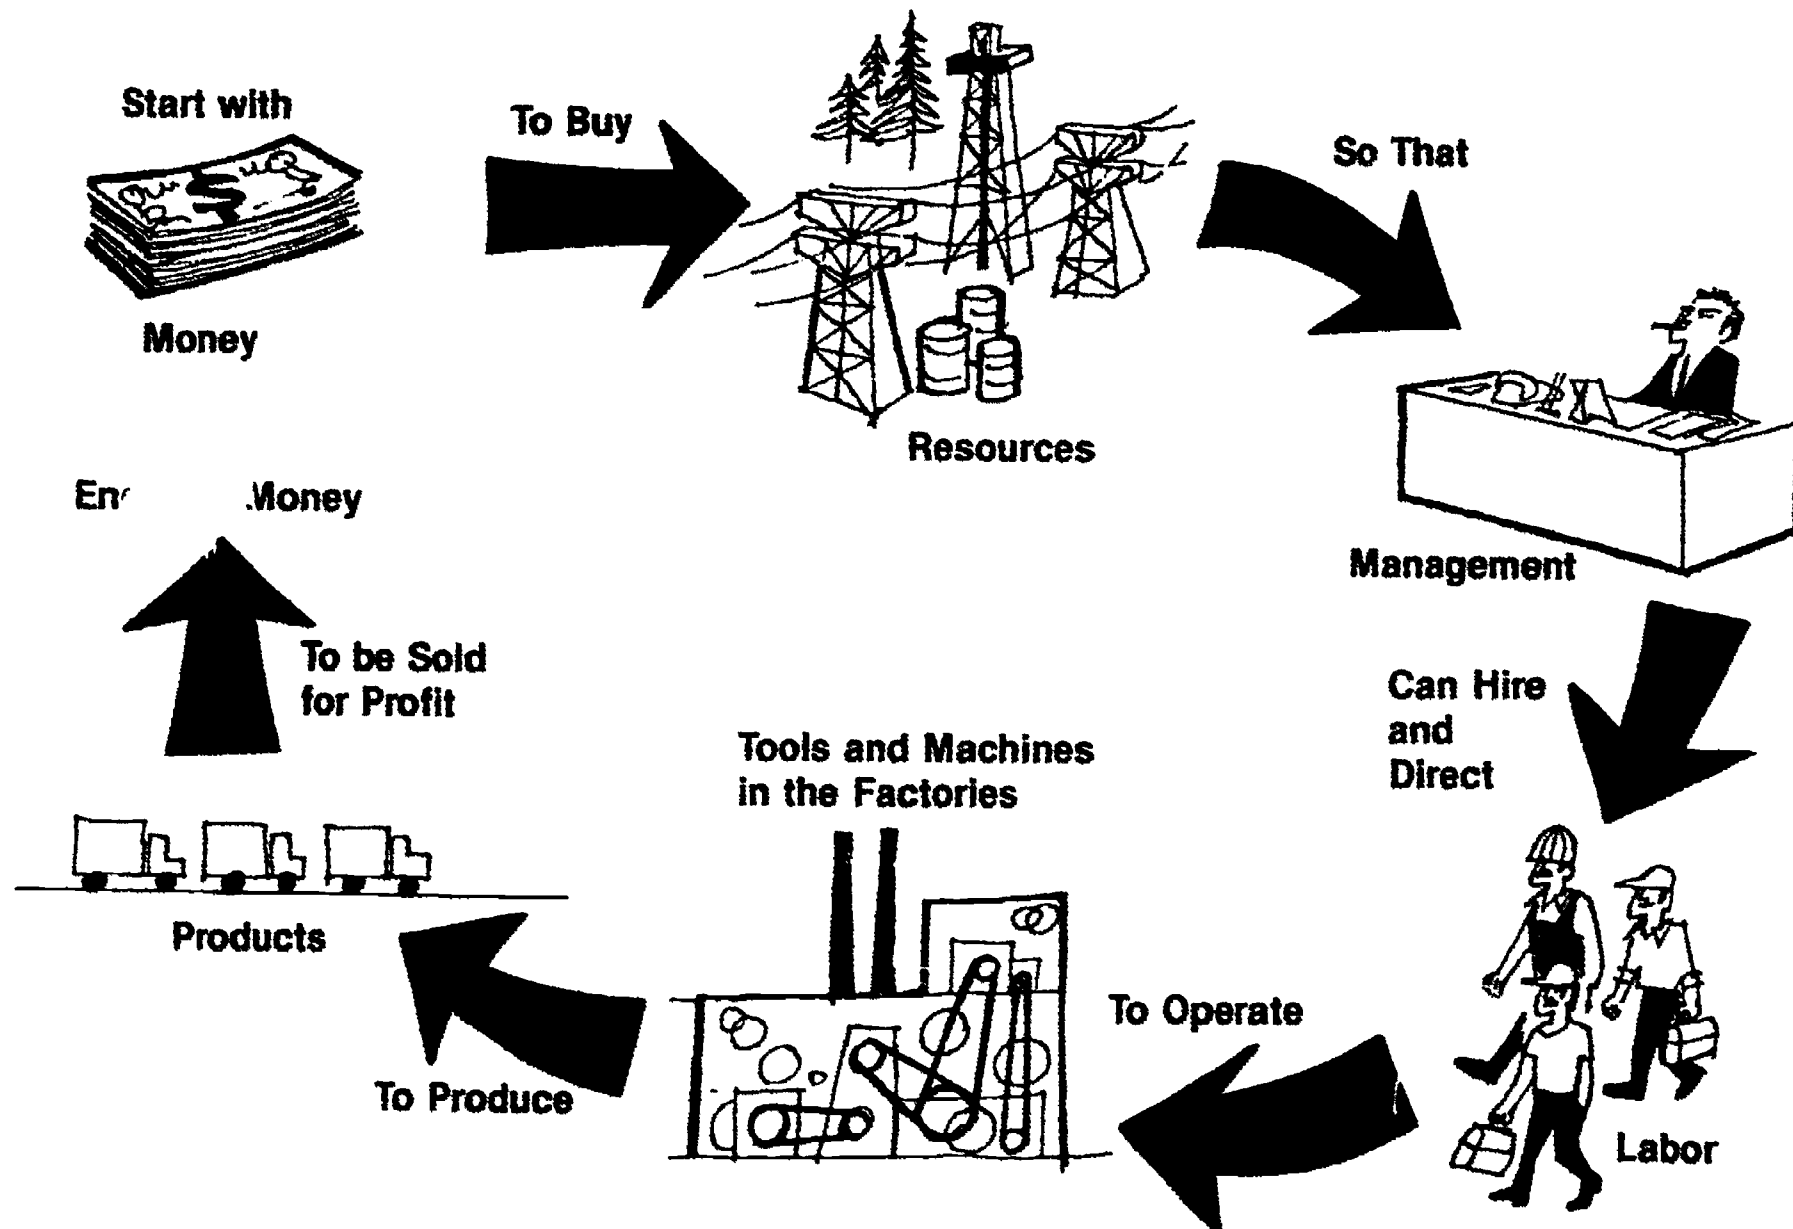 Start with
Money
To Buy
Resources
So That
Management
Can Hire
and
Direct
Labor
To Operate
Tools and Machines
in the Factories
To Produce
Products
To be Sold
for Profit
Money